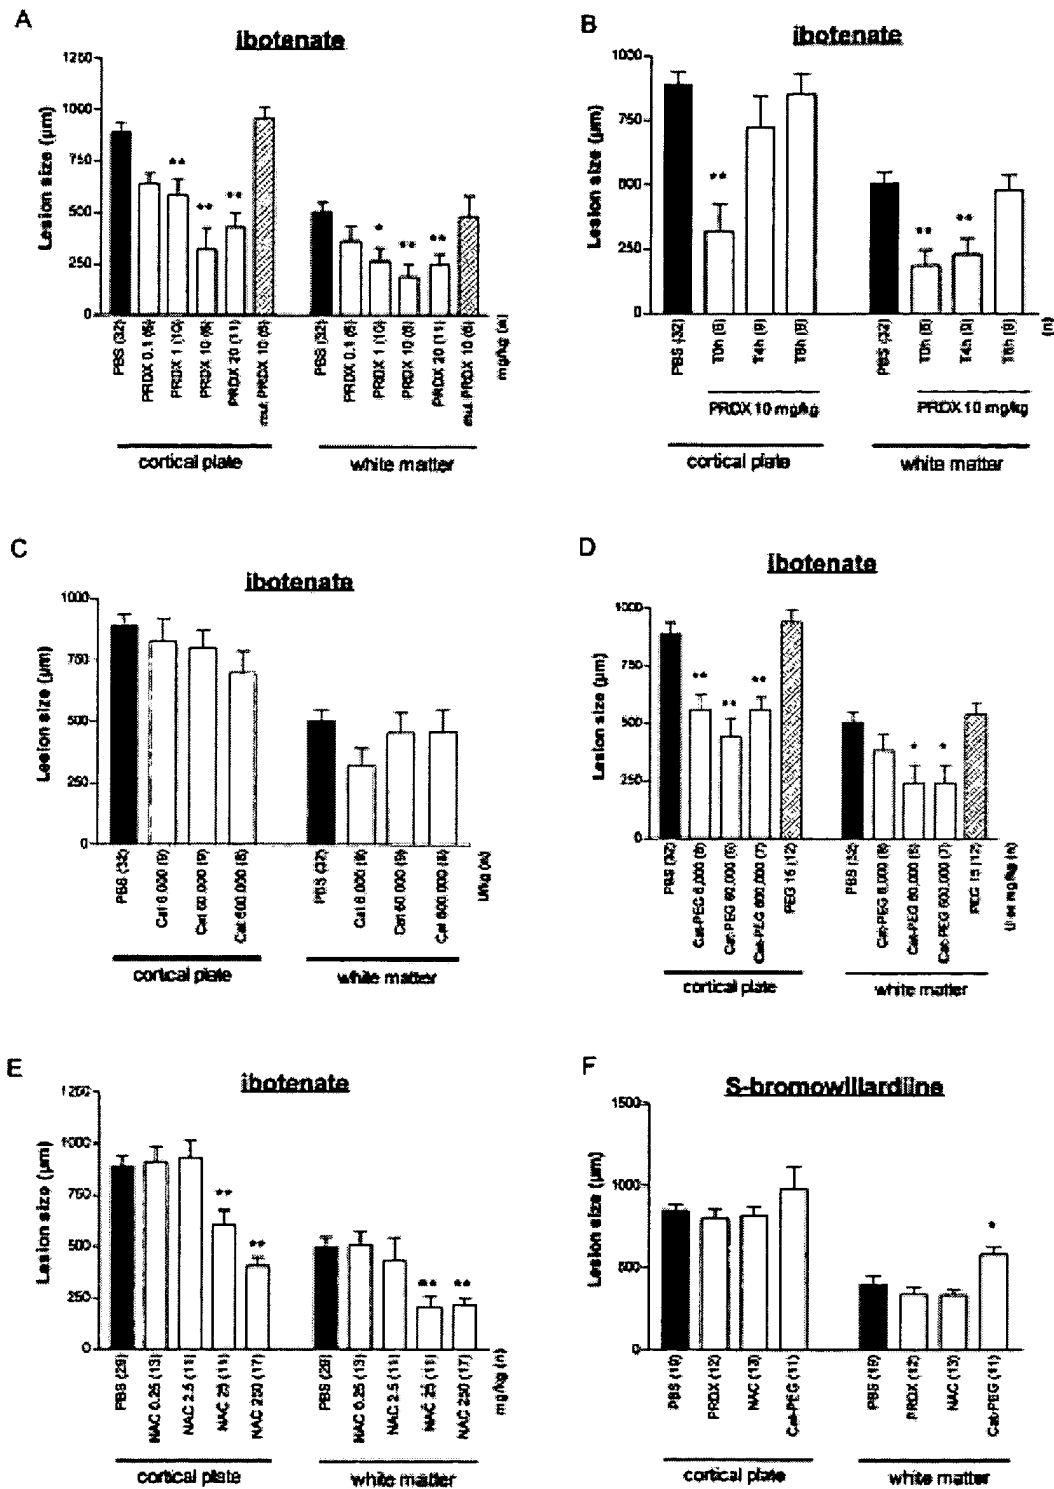 A
ibotenate
Lesion size (µm)
1250
1000
750
500
250
0
**
**
**
*
**
**
PBS (32)
PRDX 0.1 (6)
PRDX 1 (10)
PRDX 10 (6)
PRDX 20 (11)
mut. PRDX 10 (6)
PBS (32)
PRDX 0.1 (6)
PRDX 1 (10)
PRDX 10 (6)
PRDX 20 (11)
mut. PRDX 10 (6)
mg/kg (n)
cortical plate
white matter
B
ibotenate
Lesion size (µm)
1000
750
500
250
0
**
**
**
PBS (32)
T0h (6)
T4h (9)
T8h (9)
PBS (32)
T0h (6)
T4h (9)
T8h (9)
(n)
PRDX 10 mg/kg
PRDX 10 mg/kg
cortical plate
white matter
C
ibotenate
Lesion size (µm)
1000
750
500
250
0
PBS (32)
Cat 6,000 (9)
Cat 60,000 (9)
Cat 600,000 (8)
PBS (32)
Cat 6,000 (9)
Cat 60,000 (9)
Cat 600,000 (8)
U/kg (n)
cortical plate
white matter
D
ibotenate
Lesion size (µm)
1000
750
500
250
0
**
**
**
*
*
PBS (32)
Cat-PEG 6,000 (8)
Cat-PEG 60,000 (6)
Cat-PEG 600,000 (7)
PEG 15 (12)
PBS (32)
Cat-PEG 6,000 (8)
Cat-PEG 60,000 (6)
Cat-PEG 600,000 (7)
PEG 15 (12)
U or mg/kg (n)
cortical plate
white matter
E
ibotenate
Lesion size (µm)
1250
1000
750
500
250
0
**
**
**
**
PBS (29)
NAC 0.25 (13)
NAC 2.5 (11)
NAC 25 (11)
NAC 250 (17)
PBS (29)
NAC 0.25 (13)
NAC 2.5 (11)
NAC 25 (11)
NAC 250 (17)
mg/kg (n)
cortical plate
white matter
F
S-bromowillardiine
Lesion size (µm)
1500
1000
500
0
*
PBS (19)
PRDX (12)
NAC (13)
Cat-PEG (11)
PBS (19)
PRDX (12)
NAC (13)
Cat-PEG (11)
cortical plate
white matter